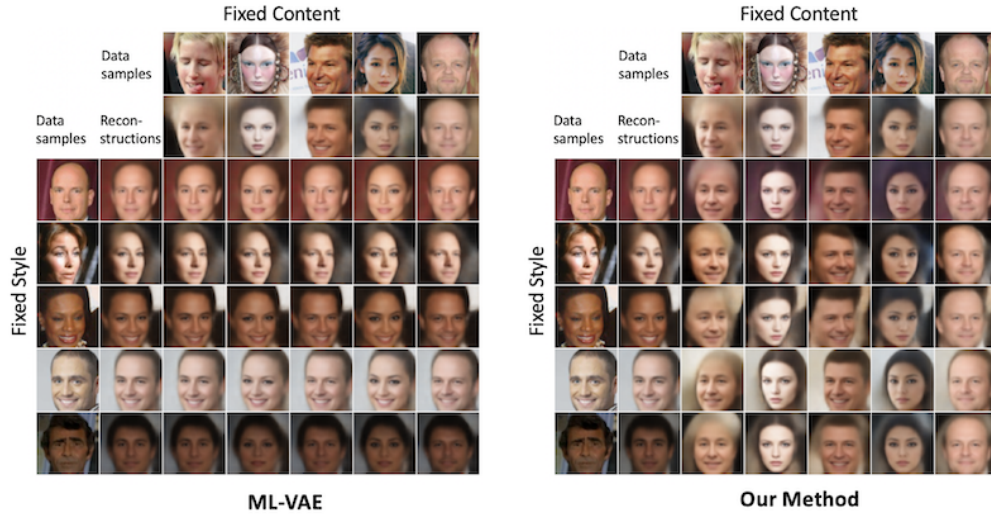 Fixed Content
Data
samples
Data
samples
Recon-
structions
Fixed Style
ML-VAE
Fixed Content
Data
samples
Data
samples
Recon-
structions
Fixed Style
Our Method